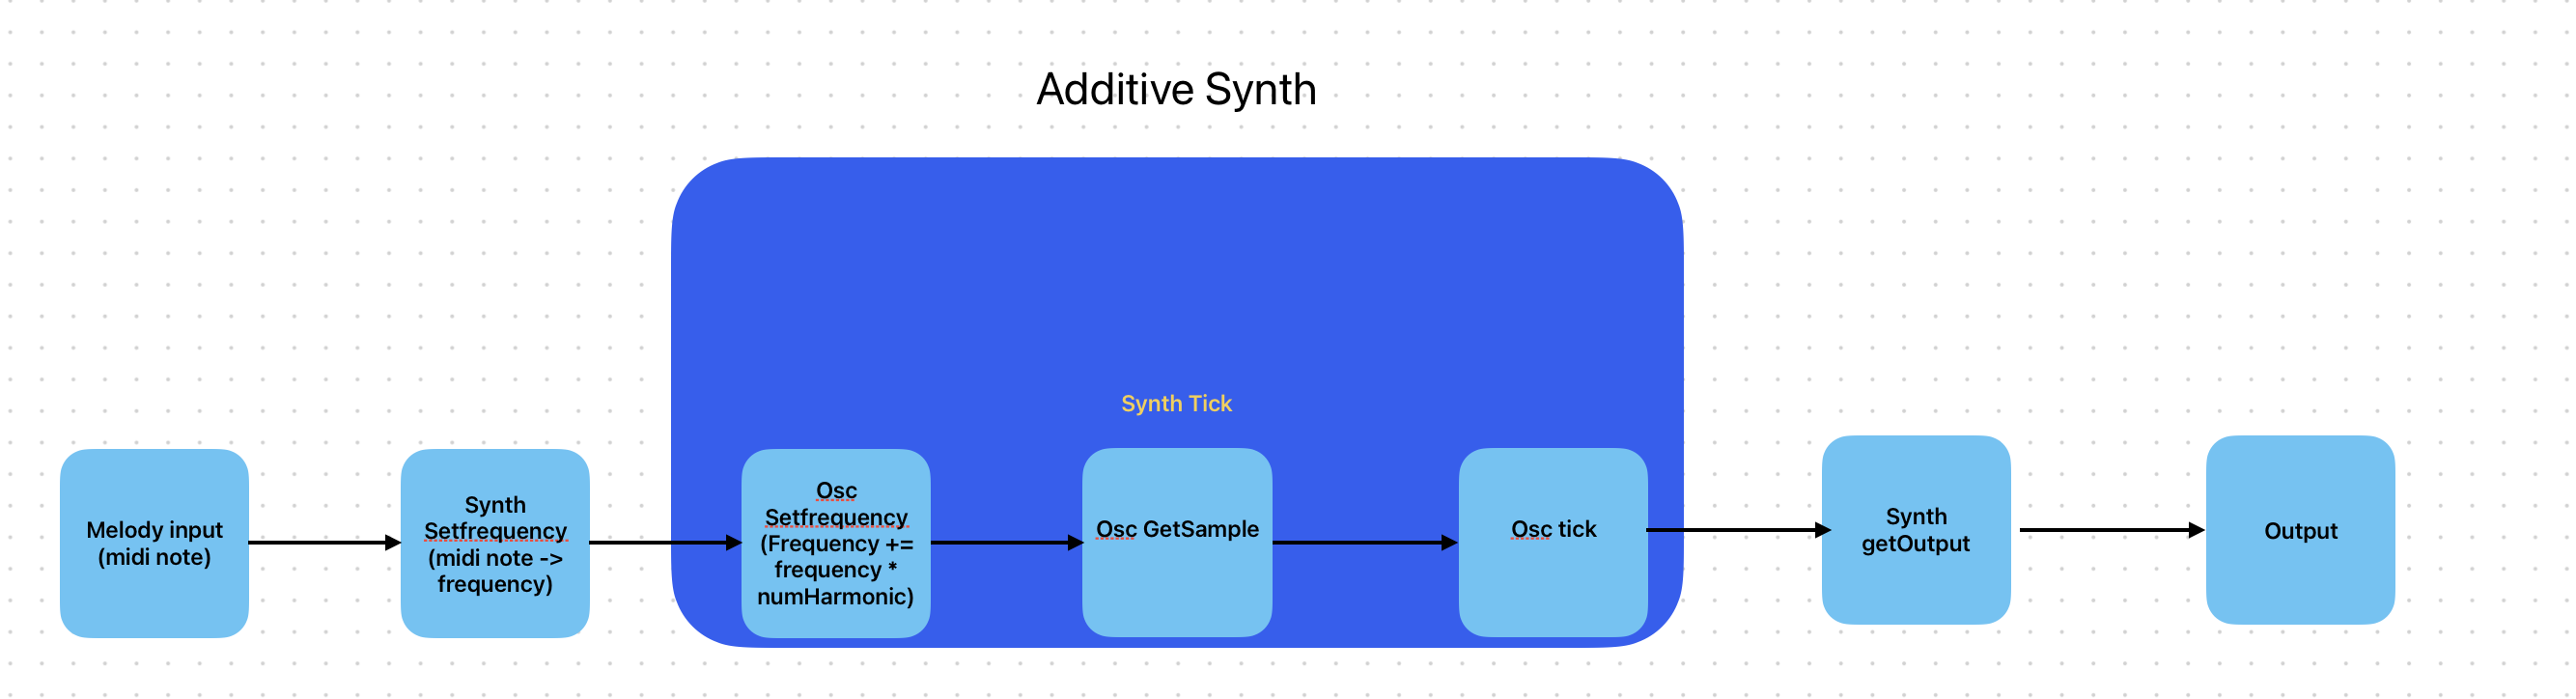 Additive Synth
Synth Tick
Melody input
(midi note)
Synth
Setfrequency
(midi note ->
frequency)
Osc
Setfrequency
(Frequency +=
frequency *
numHarmonic)
Osc GetSample
Osc tick
Synth
getOutput
Output